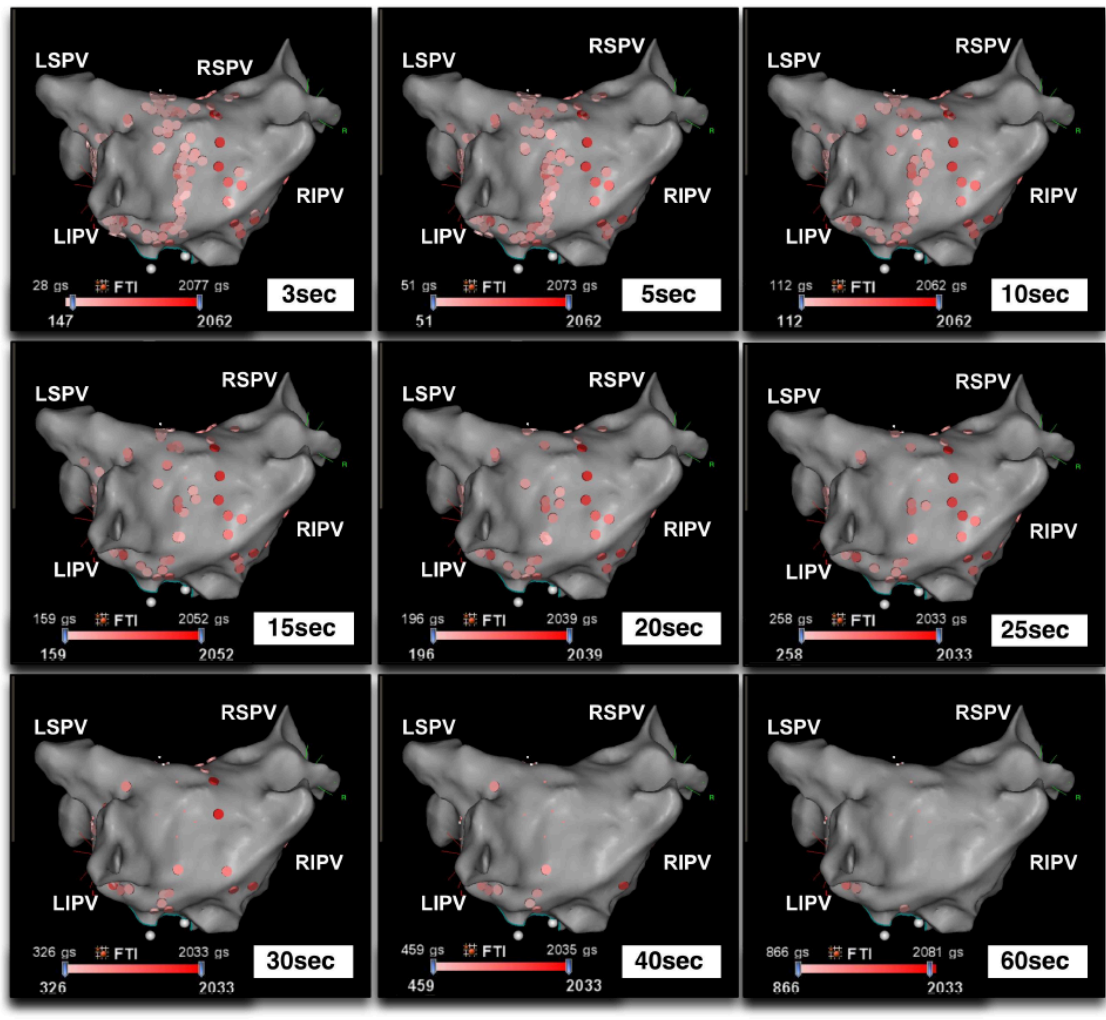 LSPV
RSPV
RIPV
LIPV
R
28 gs FTI 2077 gs
147 2062
3sec
LSPV
RSPV
RIPV
LIPV
R
51 gs FTI 2073 gs
51 2062
5sec
LSPV
RSPV
RIPV
LIPV
R
112 gs FTI 2062 gs
112 2062
10sec
LSPV
RSPV
RIPV
LIPV
R
159 gs FTI 2052 gs
159 2052
15sec
LSPV
RSPV
RIPV
LIPV
R
196 gs FTI 2039 gs
196 2039
20sec
LSPV
RSPV
RIPV
LIPV
R
258 gs FTI 2033 gs
258 2033
25sec
LSPV
RSPV
RIPV
LIPV
R
326 gs FTI 2033 gs
326 2033
30sec
LSPV
RSPV
RIPV
LIPV
R
459 gs FTI 2035 gs
459 2033
40sec
LSPV
RSPV
RIPV
LIPV
R
866 gs FTI 2081 gs
866 2033
60sec